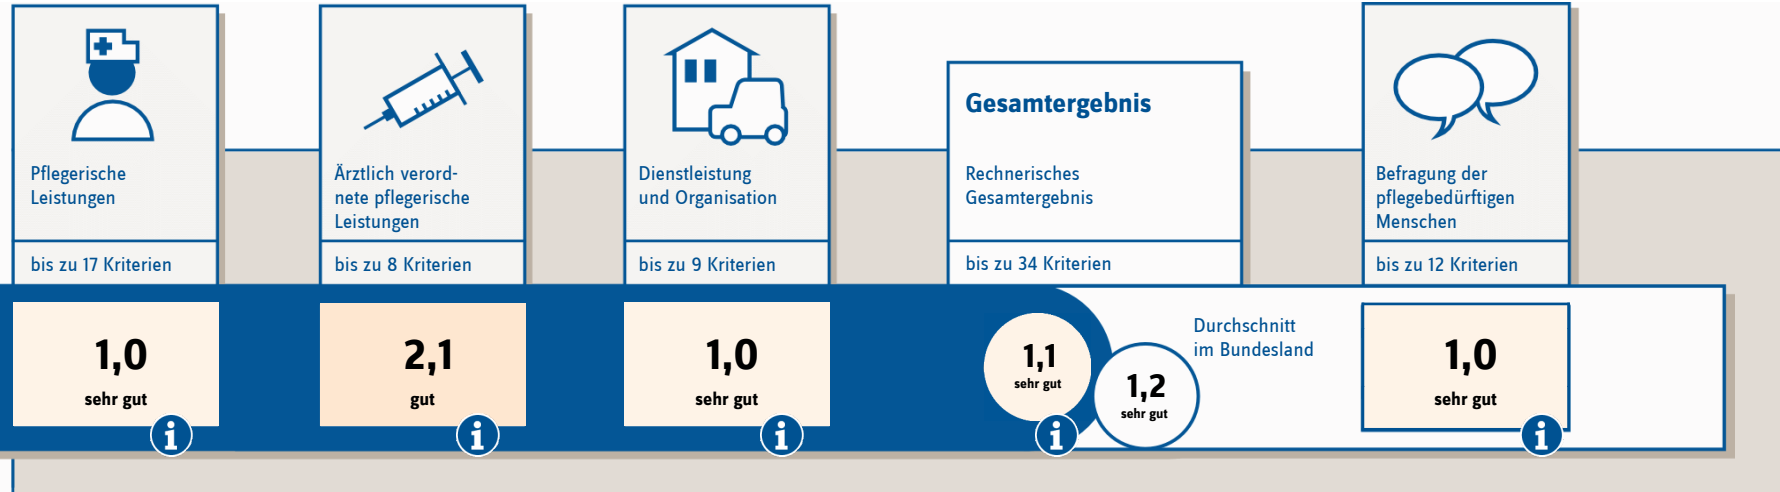 Pflegerische
Leistungen
bis zu 17 Kriterien
1,0
sehr gut
i
Ärztlich verord-
nete pflegerische
Leistungen
bis zu 8 Kriterien
2,1
gut
i
Dienstleistung
und Organisation
bis zu 9 Kriterien
1,0
sehr gut
i
Gesamtergebnis
Rechnerisches
Gesamtergebnis
bis zu 34 Kriterien
1,1
sehr gut
i
1,2
sehr gut
Durchschnitt
im Bundesland
Befragung der
pflegebedürftigen
Menschen
bis zu 12 Kriterien
1,0
sehr gut
i